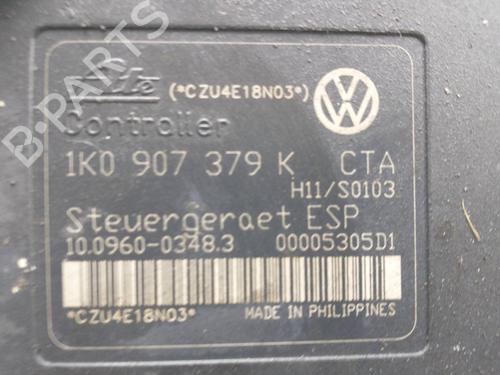 Ate (*CZU4E18N03*)
Controller
1K0 907 379 K CTA
H11/S0103
Steuergeraet ESP
10.0960-0348.3 00005305D1
*CZU4E18N03* MADE IN PHILIPPINES
B-PARTS